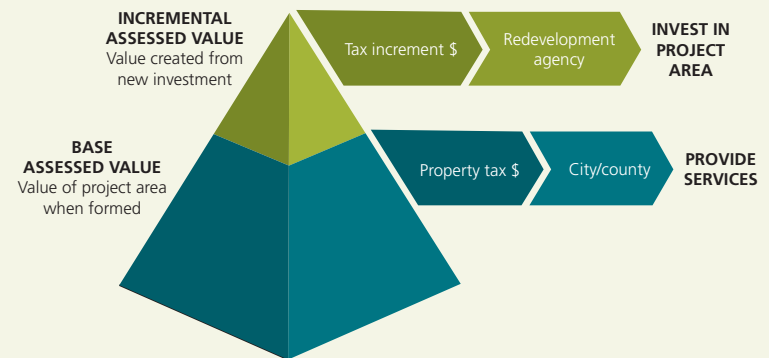 INCREMENTAL
ASSESSED VALUE
Value created from
new investment
Tax increment $
Redevelopment
agency
INVEST IN
PROJECT
AREA
BASE
ASSESSED VALUE
Value of project area
when formed
Property tax $
City/county
PROVIDE
SERVICES